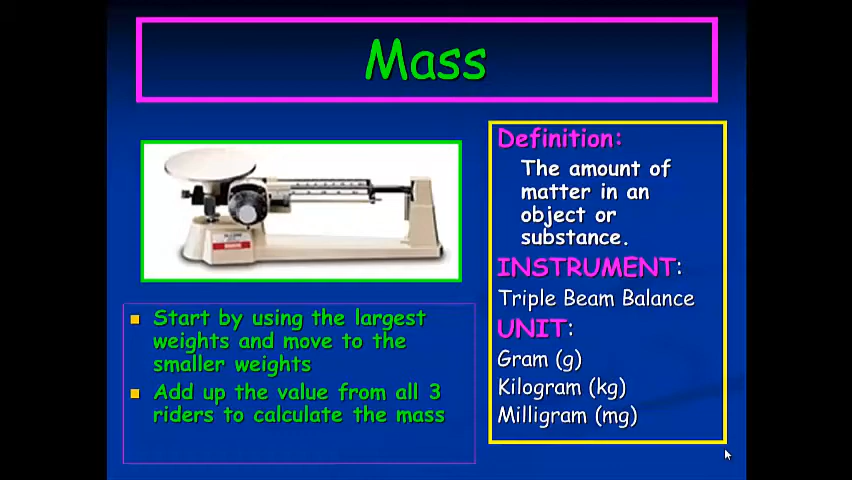 Mass
Definition:
The amount of
matter in an
object or
substance.
INSTRUMENT:
Triple Beam Balance
UNIT:
Gram (g)
Kilogram (kg)
Milligram (mg)
Start by using the largest
weights and move to the
smaller weights
Add up the value from all 3
riders to calculate the mass